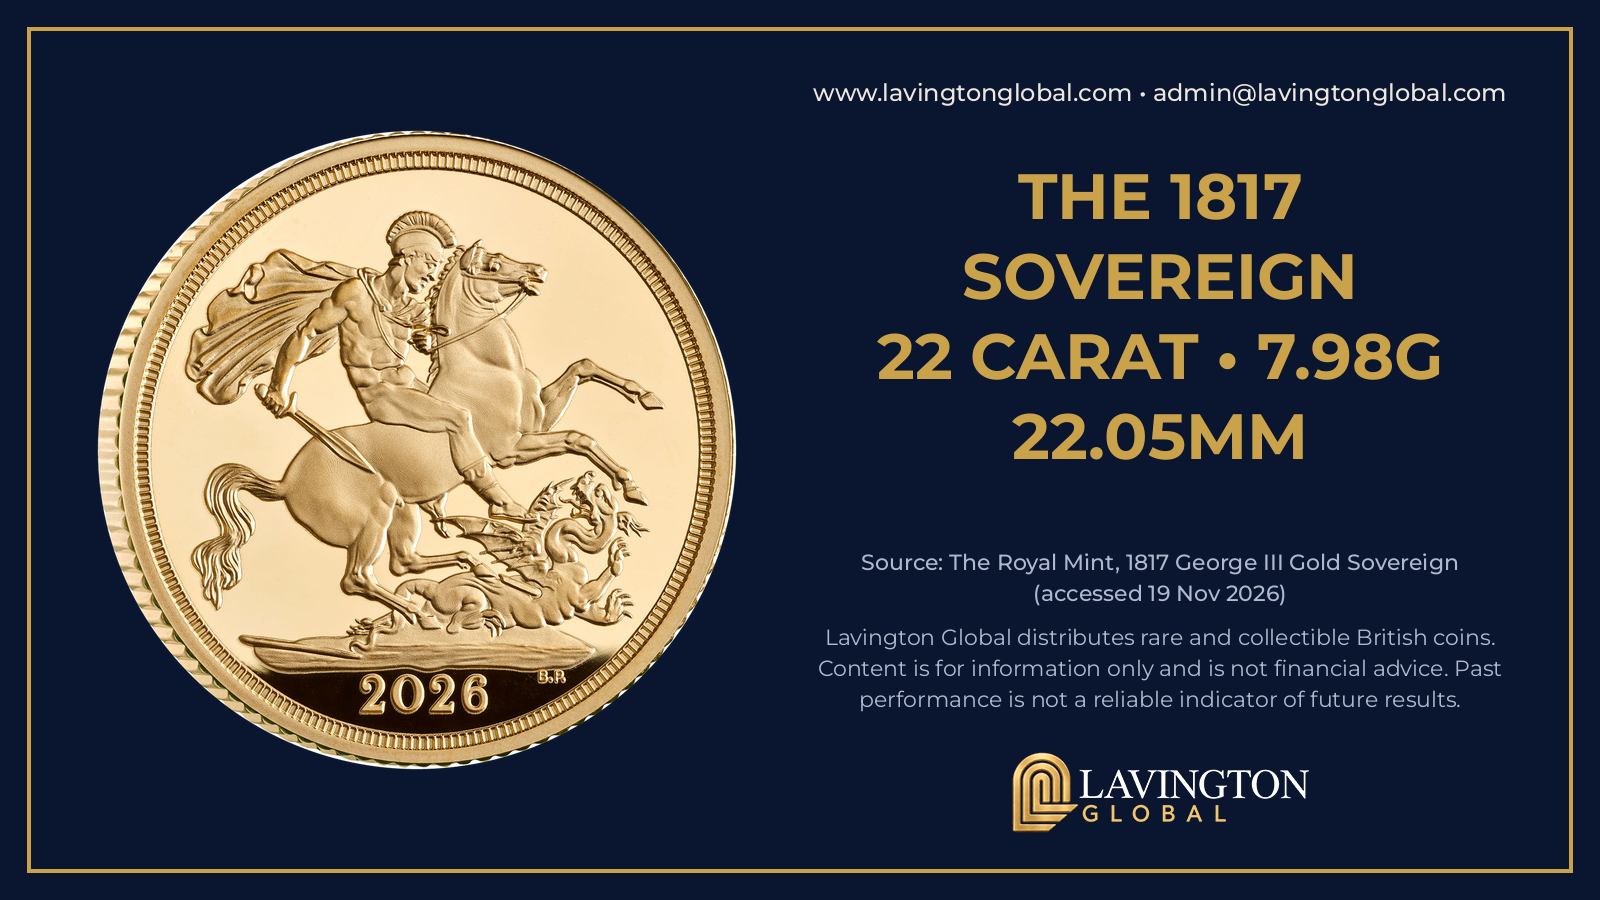 www.lavingtonglobal.com • admin@lavingtonglobal.com
THE 1817
SOVEREIGN
22 CARAT • 7.98G
22.05MM
Source: The Royal Mint, 1817 George III Gold Sovereign
(accessed 19 Nov 2026)
Lavington Global distributes rare and collectible British coins.
Content is for information only and is not financial advice. Past
performance is not a reliable indicator of future results.
LAVINGTON
GLOBAL
B.P.
2026